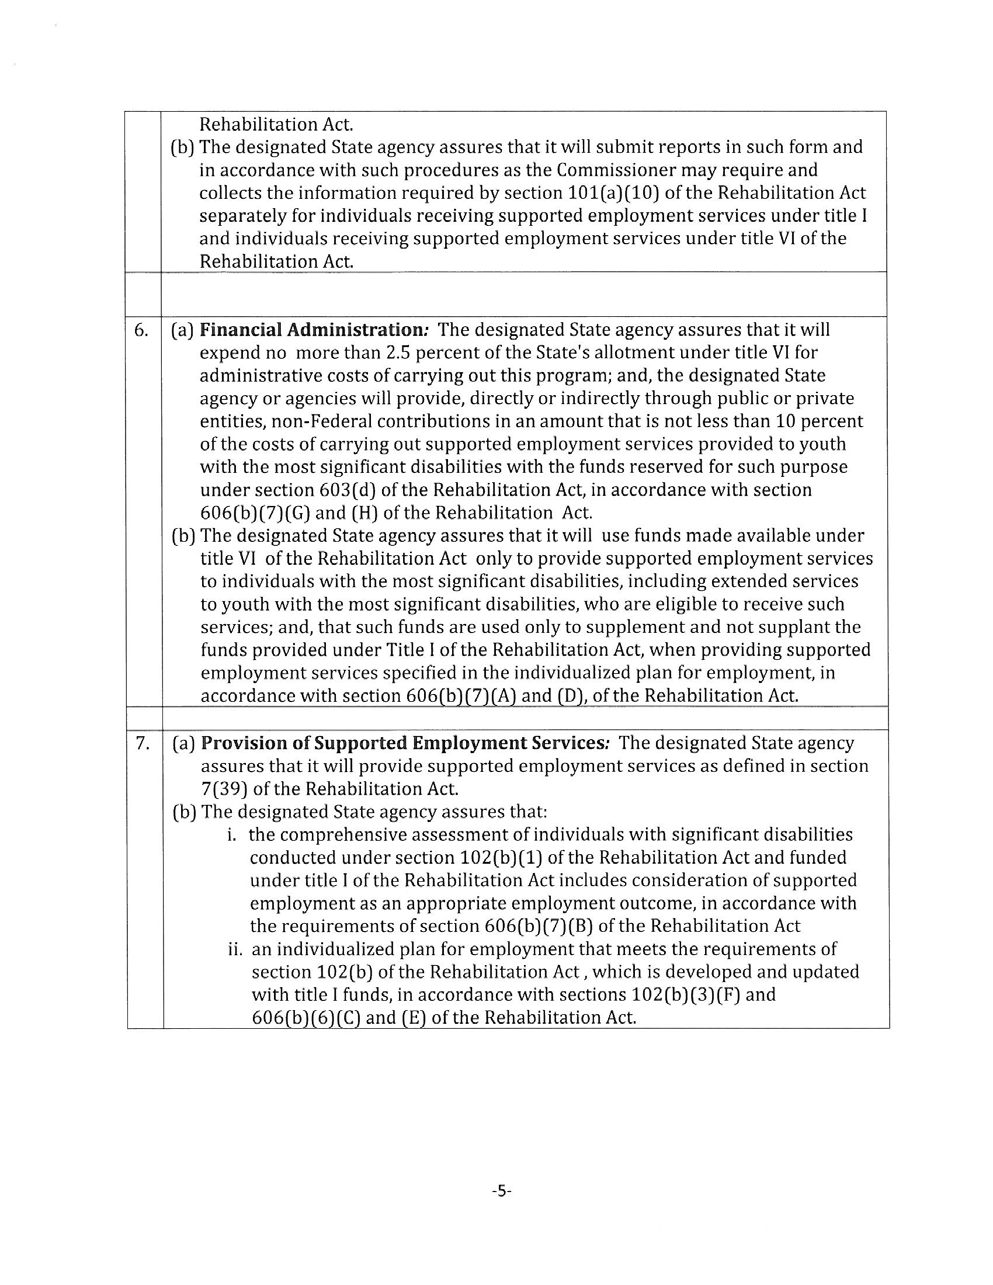 Rehabilitation Act.
(b) The designated State agency assures that it will submit reports in such form and
in accordance with such procedures as the Commissioner may require and
collects the information required by section 101(a)(10) of the Rehabilitation Act
separately for individuals receiving supported employment services under title I
and individuals receiving supported employment services under title VI of the
Rehabilitation Act.
6. (a) Financial Administration: The designated State agency assures that it will
expend no more than 2.5 percent of the State's allotment under title VI for
administrative costs of carrying out this program; and, the designated State
agency or agencies will provide, directly or indirectly through public or private
entities, non-Federal contributions in an amount that is not less than 10 percent
of the costs of carrying out supported employment services provided to youth
with the most significant disabilities with the funds reserved for such purpose
under section 603(d) of the Rehabilitation Act, in accordance with section
606(b)(7)(G) and (H) of the Rehabilitation Act.
(b) The designated State agency assures that it will use funds made available under
title VI of the Rehabilitation Act only to provide supported employment services
to individuals with the most significant disabilities, including extended services
to youth with the most significant disabilities, who are eligible to receive such
services; and, that such funds are used only to supplement and not supplant the
funds provided under Title I of the Rehabilitation Act, when providing supported
employment services specified in the individualized plan for employment, in
accordance with section 606(b)(7)(A) and (D), of the Rehabilitation Act.
7. (a) Provision of Supported Employment Services: The designated State agency
assures that it will provide supported employment services as defined in section
7(39) of the Rehabilitation Act.
(b) The designated State agency assures that:
i. the comprehensive assessment of individuals with significant disabilities
conducted under section 102(b)(1) of the Rehabilitation Act and funded
under title I of the Rehabilitation Act includes consideration of supported
employment as an appropriate employment outcome, in accordance with
the requirements of section 606(b)(7)(B) of the Rehabilitation Act
ii. an individualized plan for employment that meets the requirements of
section 102(b) of the Rehabilitation Act , which is developed and updated
with title I funds, in accordance with sections 102(b)(3)(F) and
606(b)(6)(C) and (E) of the Rehabilitation Act.
-5-